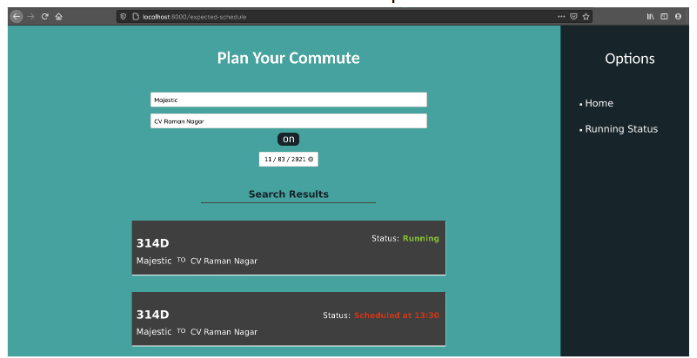 localhost:8000/expected-schedule
Plan Your Commute
Options
Majestic
• Home
CV Raman Nagar
• Running Status
on
11 / 03 / 2021
Search Results
314D
Status: Running
Majestic TO CV Raman Nagar
314D
Status: Scheduled at 13:30
Majestic TO CV Raman Nagar